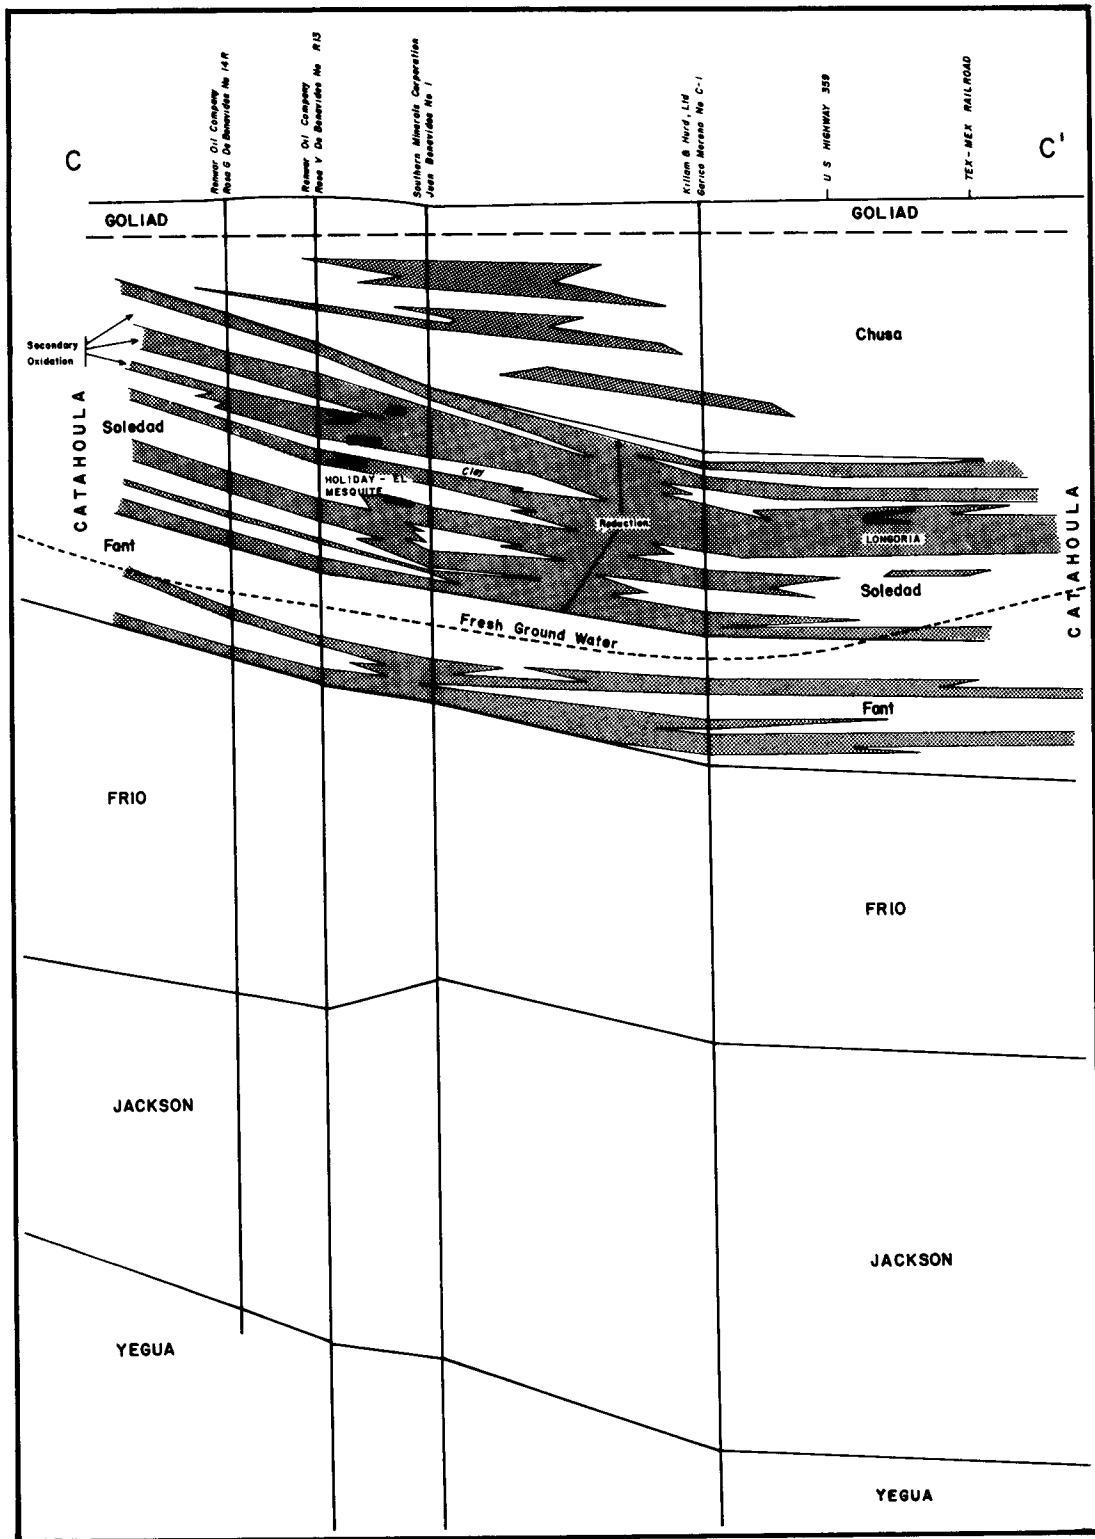 C
Renwar Oil Company
Rosa G De Benavides No 14R
Renwar Oil Company
Rosa V De Benavides No R13
Southern Minerals Corporation
Juan Benavides No 1
Killam & Hurd, Ltd
Garica Moreno No C-1
U S HIGHWAY 359
TEX-MEX RAILROAD
C'
GOLIAD
GOLIAD
Chusa
Secondary
Oxidation
CATAHOULA
Soledad
Clay
HOLIDAY - EL
MESQUITE
Reduction
LONGORIA
CATAHOULA
Fant
Soledad
Fresh Ground Water
Fant
FRIO
FRIO
JACKSON
JACKSON
YEGUA
YEGUA